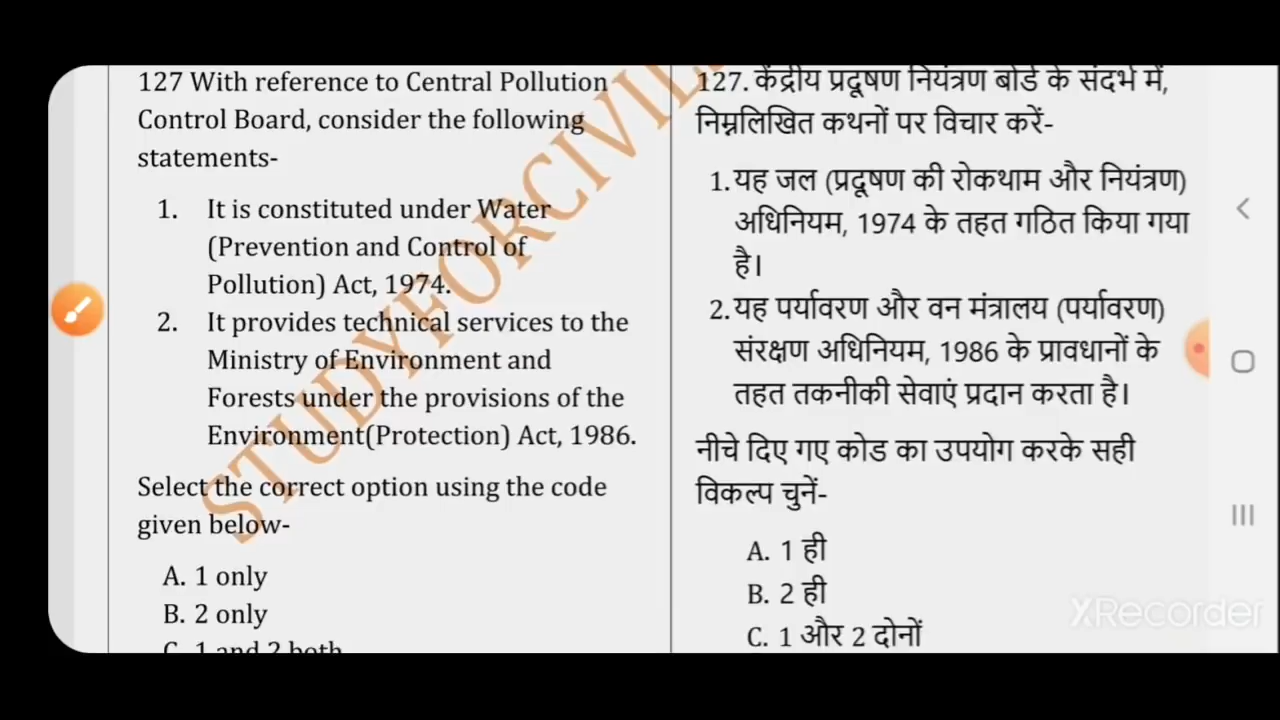 127 With reference to Central Pollution
Control Board, consider the following
statements-
1. It is constituted under Water
(Prevention and Control of
Pollution) Act, 1974.
2. It provides technical services to the
Ministry of Environment and
Forests under the provisions of the
Environment(Protection) Act, 1986.
Select the correct option using the code
given below-
A. 1 only
B. 2 only
C. 1 and 2 both
127. केंद्रीय प्रदूषण नियंत्रण बोर्ड के संदर्भ में,
निम्नलिखित कथनों पर विचार करें-
1. यह जल (प्रदूषण की रोकथाम और नियंत्रण)
अधिनियम, 1974 के तहत गठित किया गया
है।
2. यह पर्यावरण और वन मंत्रालय (पर्यावरण)
संरक्षण अधिनियम, 1986 के प्रावधानों के
तहत तकनीकी सेवाएं प्रदान करता है।
नीचे दिए गए कोड का उपयोग करके सही
विकल्प चुनें-
A. 1 ही
B. 2 ही
C. 1 और 2 दोनों
STUDYFORCIVIL
XRecorder